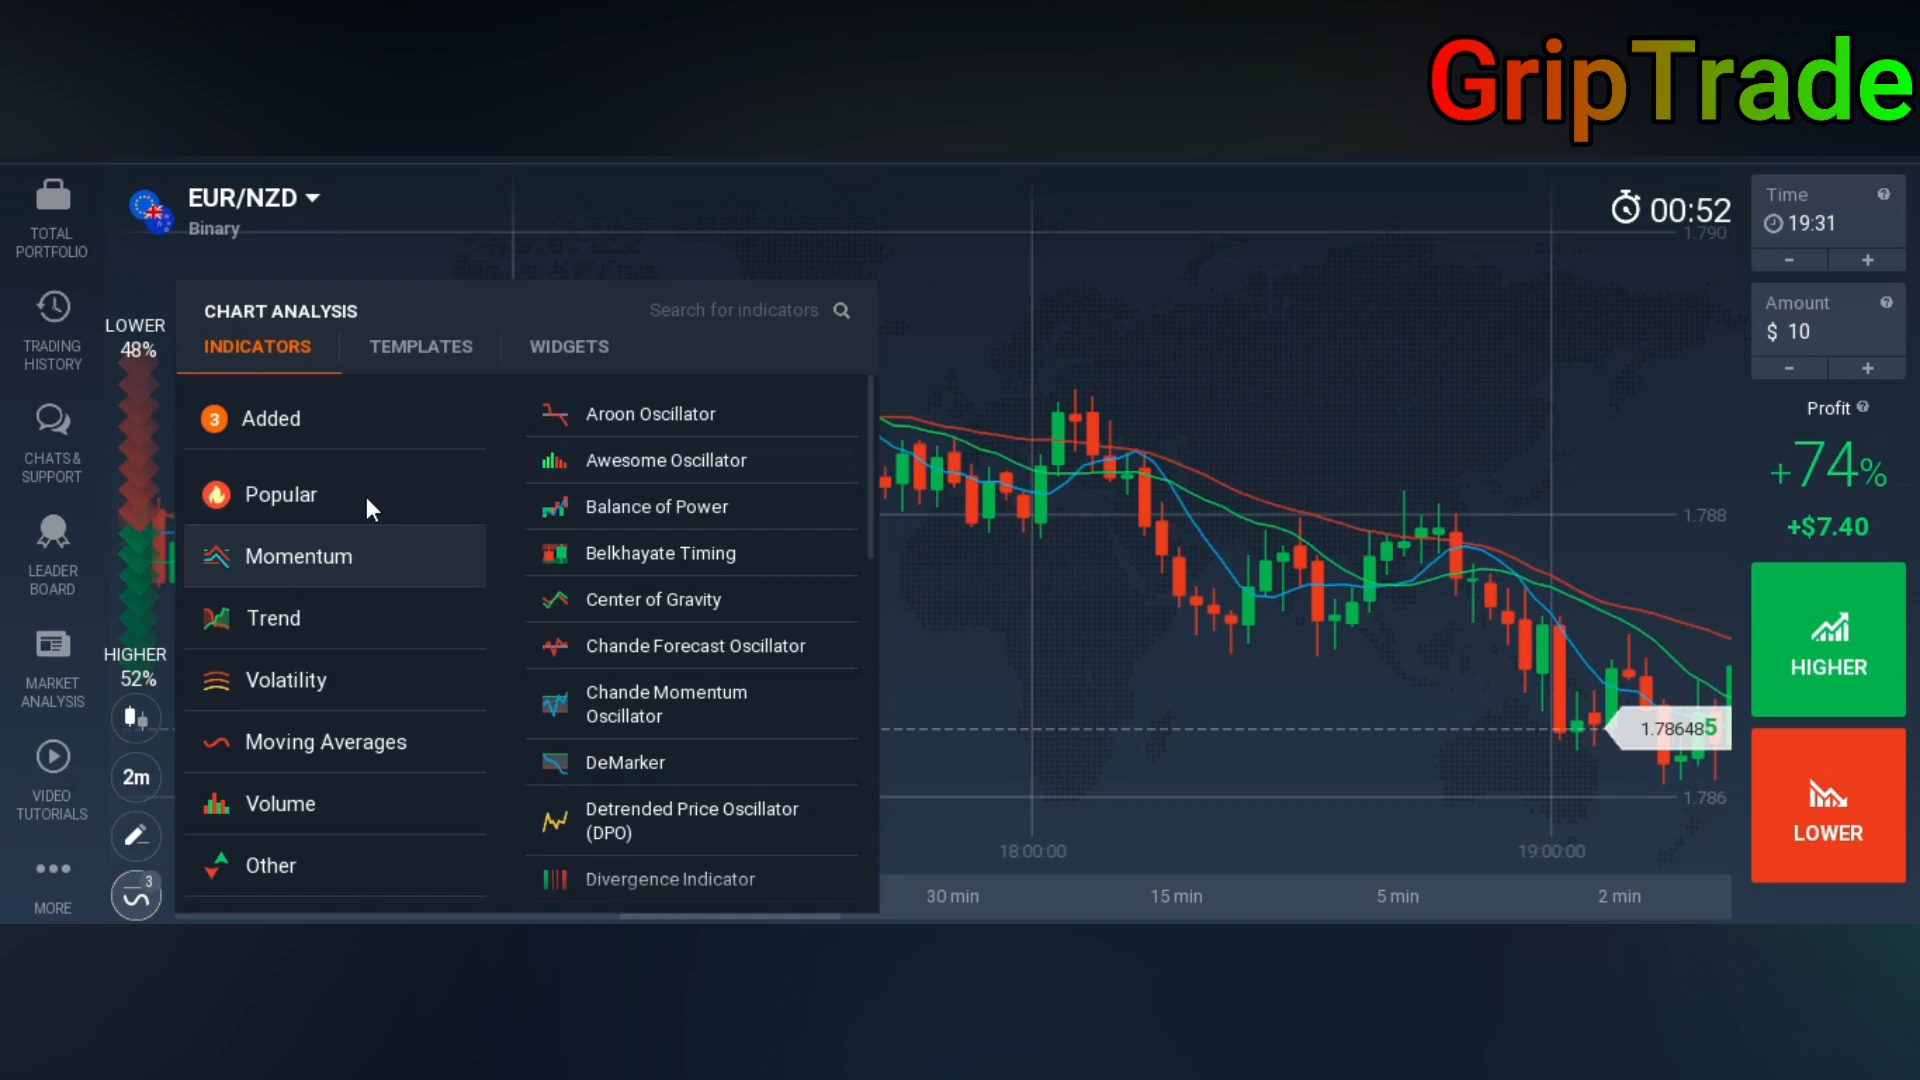 GripTrade
TOTAL
PORTFOLIO
TRADING
HISTORY
CHATS &
SUPPORT
LEADER
BOARD
MARKET
ANALYSIS
VIDEO
TUTORIALS
MORE
EUR/NZD
Binary
LOWER
48%
HIGHER
52%
2m
3
CHART ANALYSIS
Search for indicators
INDICATORS
TEMPLATES
WIDGETS
3 Added
Popular
Momentum
Trend
Volatility
Moving Averages
Volume
Other
Aroon Oscillator
Awesome Oscillator
Balance of Power
Belkhayate Timing
Center of Gravity
Chande Forecast Oscillator
Chande Momentum
Oscillator
DeMarker
Detrended Price Oscillator
(DPO)
Divergence Indicator
00:52
1.790
1.788
1.786485
1.786
18:00:00
19:00:00
30 min
15 min
5 min
2 min
Time
19:31
- +
Amount
$ 10
- +
Profit
+74%
+$7.40
HIGHER
LOWER